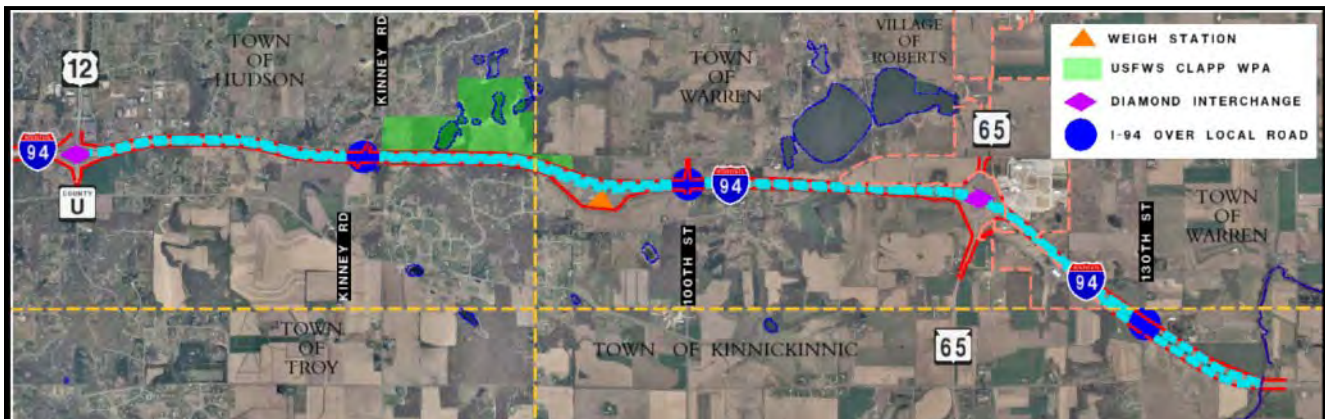 12
TOWN
OF
HUDSON
KINNEY RD
TOWN
OF
WARREN
VILLAGE
OF
ROBERTS
WEIGH STATION
USFWS CLAPP WPA
DIAMOND INTERCHANGE
I-94 OVER LOCAL ROAD
65
94
COUNTY
U
94
KINNEY RD
100TH ST
130TH ST
TOWN
OF
WARREN
94
TOWN
OF
TROY
TOWN OF KINNICKINNIC
65